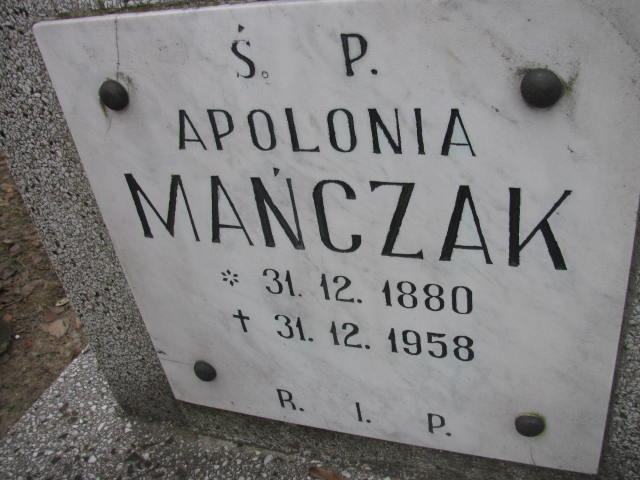 Ś. P.
APOLONIA
MAŃCZAK
* 31. 12. 1880
† 31. 12. 1958
R. I. P.